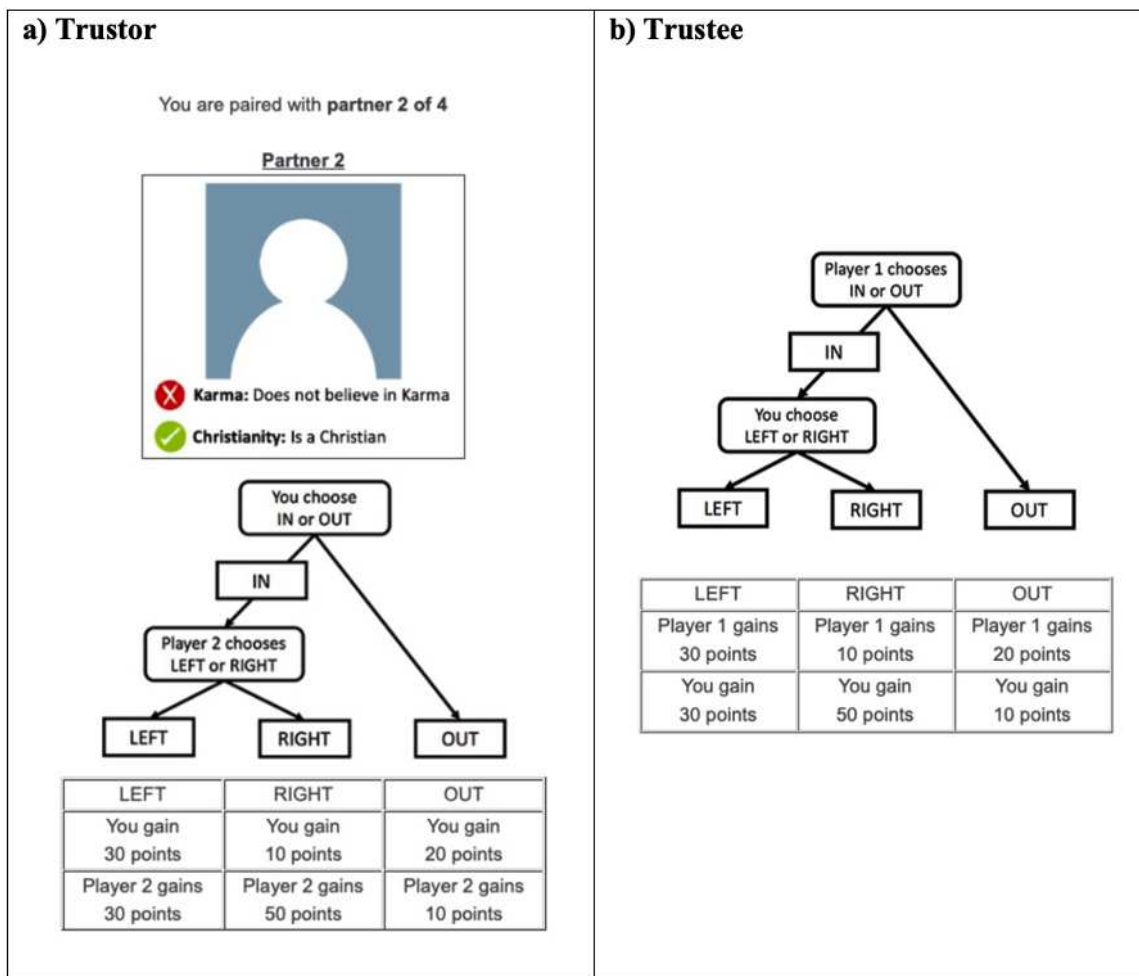 a) Trustor
You are paired with partner 2 of 4
Partner 2
Karma: Does not believe in Karma
Christianity: Is a Christian
You choose
IN or OUT
IN
Player 2 chooses
LEFT or RIGHT
LEFT
RIGHT
OUT
LEFT RIGHT OUT
You gain You gain You gain
30 points 10 points 20 points
Player 2 gains Player 2 gains Player 2 gains
30 points 50 points 10 points
b) Trustee
Player 1 chooses
IN or OUT
IN
You choose
LEFT or RIGHT
LEFT
RIGHT
OUT
LEFT RIGHT OUT
Player 1 gains Player 1 gains Player 1 gains
30 points 10 points 20 points
You gain You gain You gain
30 points 50 points 10 points